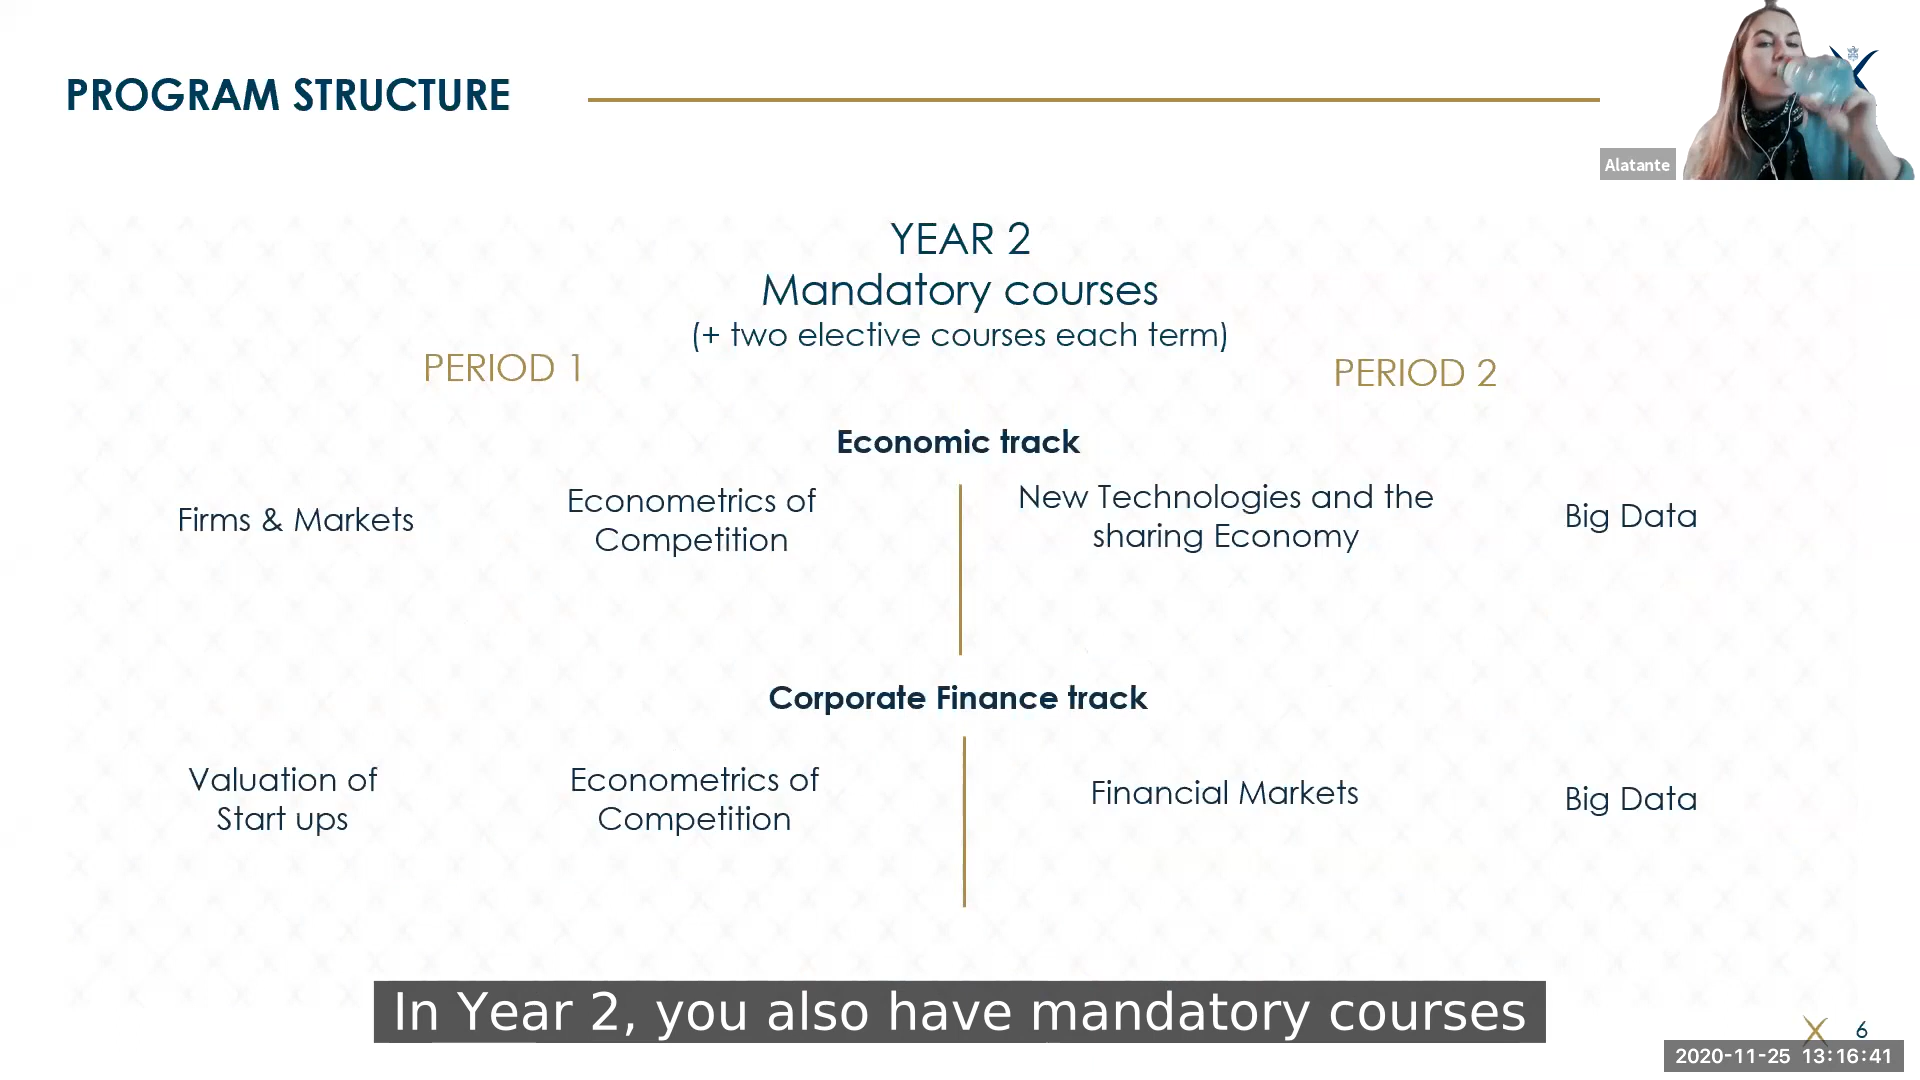 PROGRAM STRUCTURE
Alatante
YEAR 2
Mandatory courses
(+ two elective courses each term)
PERIOD 1
PERIOD 2
Economic track
Firms & Markets
Econometrics of
Competition
New Technologies and the
sharing Economy
Big Data
Corporate Finance track
Valuation of
Start ups
Econometrics of
Competition
Financial Markets
Big Data
In Year 2, you also have mandatory courses
6
2020-11-25 13:16:41